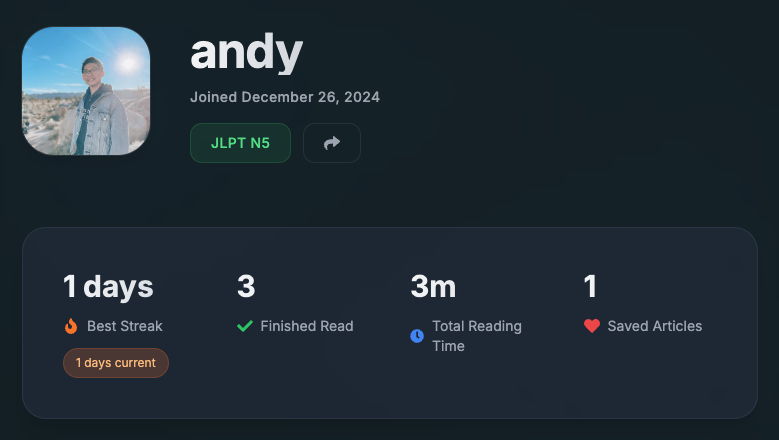 andy
Joined December 26, 2024
JLPT N5
1 days
Best Streak
1 days current
3
Finished Read
3m
Total Reading
Time
1
Saved Articles